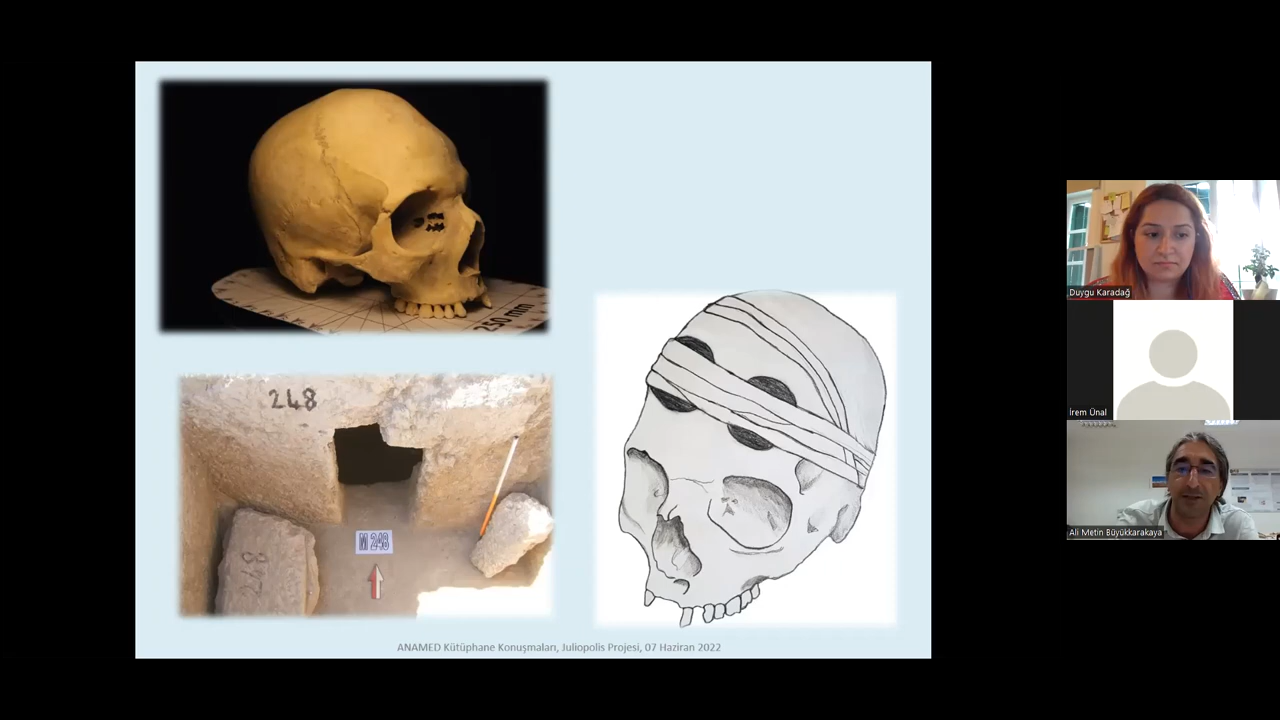 250 mm
248
M 248
248
ANAMED Kütüphane Konuşmaları, Juliopolis Projesi, 07 Haziran 2022
Duygu Karadağ
İrem Ünal
Ali Metin Büyükkarakaya